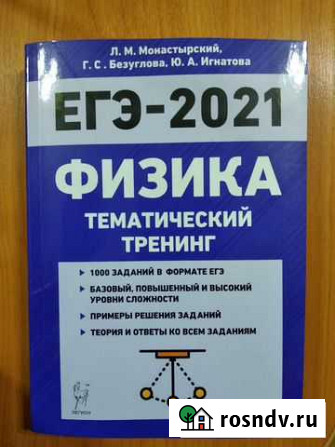 Л. М. Монастырский,
Г. С. Безуглова, Ю. А. Игнатова
ЕГЭ-2021
ФИЗИКА
ТЕМАТИЧЕСКИЙ
ТРЕНИНГ
1000 ЗАДАНИЙ В ФОРМАТЕ ЕГЭ
БАЗОВЫЙ, ПОВЫШЕННЫЙ И ВЫСОКИЙ
УРОВНИ СЛОЖНОСТИ
ПРИМЕРЫ РЕШЕНИЯ ЗАДАНИЙ
ТЕОРИЯ И ОТВЕТЫ КО ВСЕМ ЗАДАНИЯМ
ЛЕГИОН
rosndv.ru